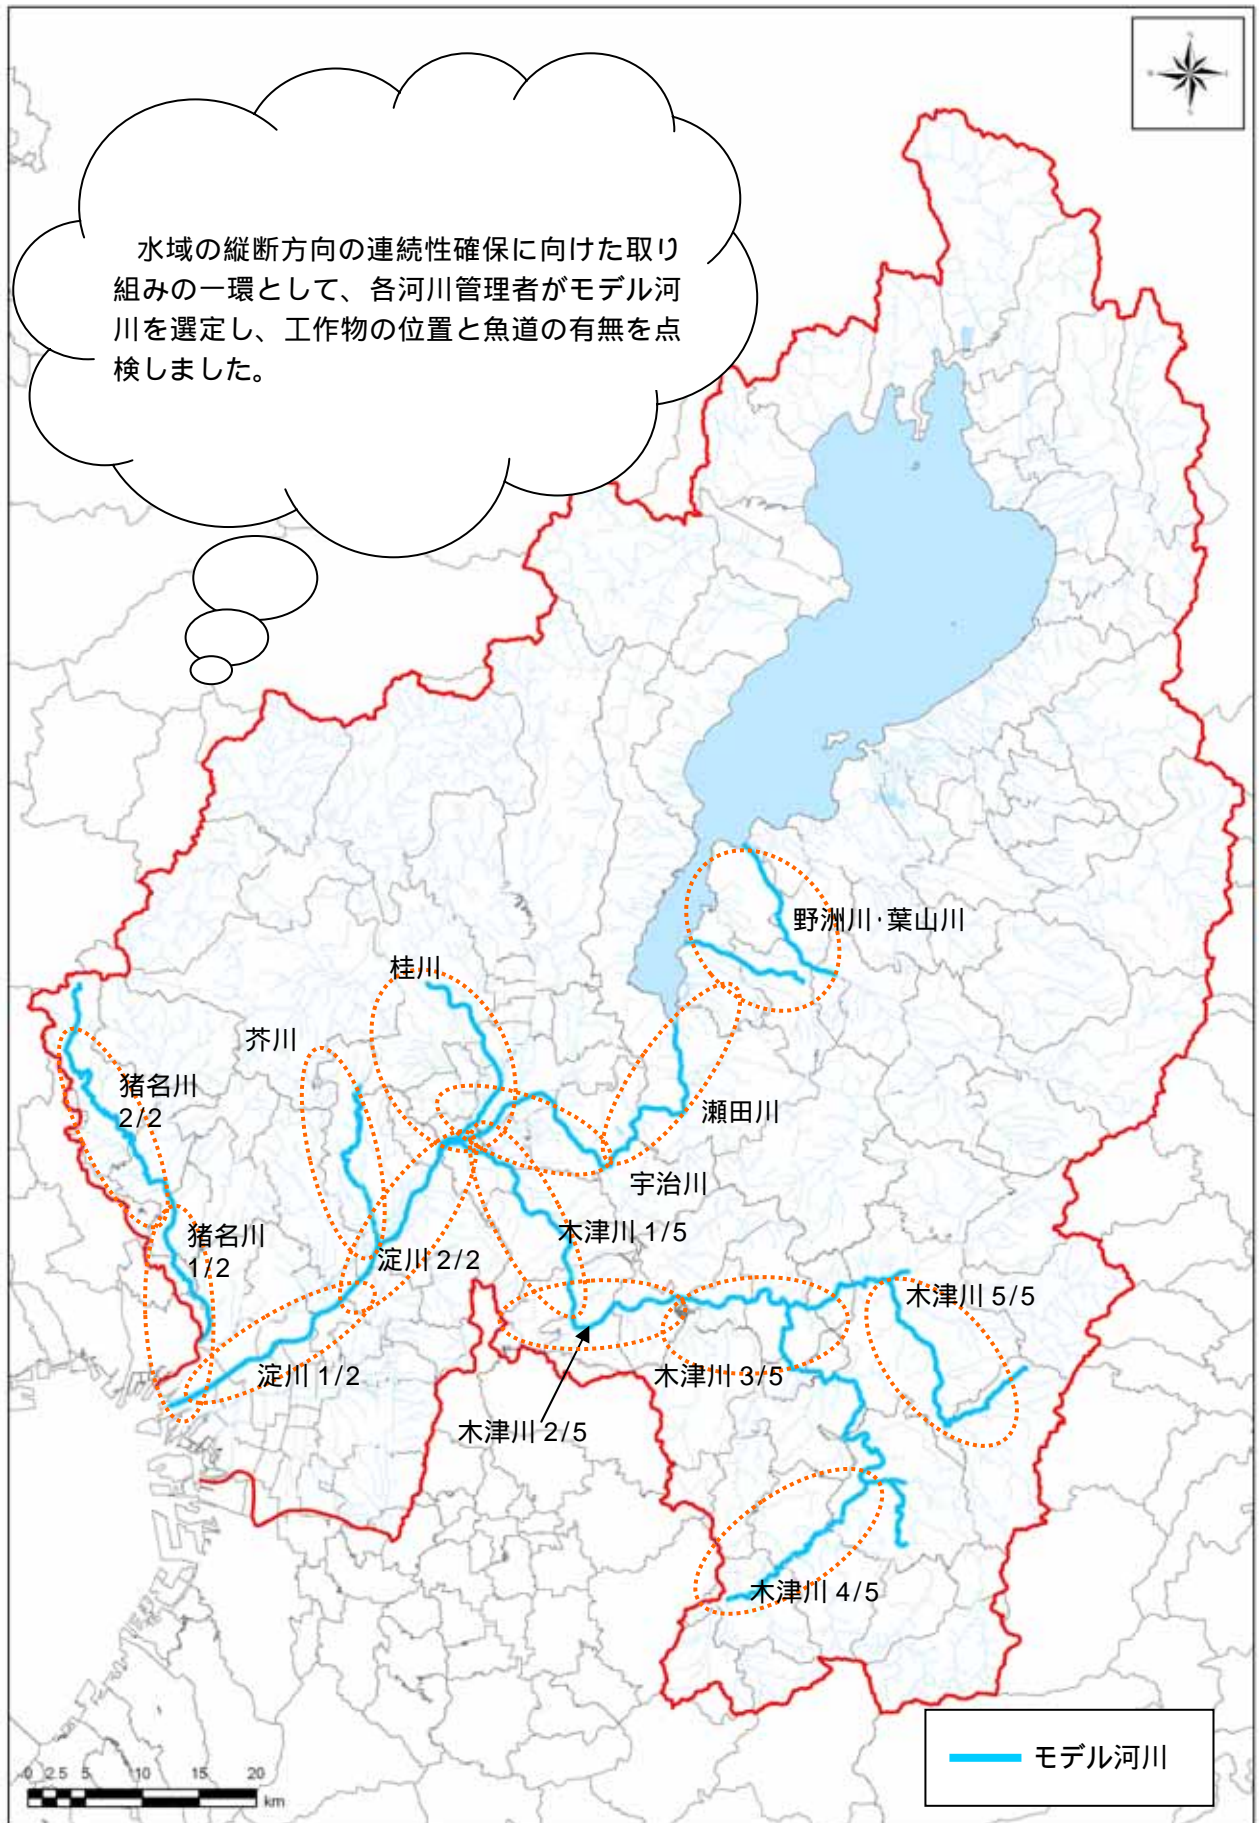 水域の縦断方向の連続性確保に向けた取り
組みの一環として、各河川管理者がモデル河
川を選定し、工作物の位置と魚道の有無を点
検しました。
野洲川・葉山川
桂川
芥川
猪名川
2/2
瀬田川
宇治川
猪名川
1/2
木津川 1/5
淀川 2/2
木津川 5/5
淀川 1/2
木津川 3/5
木津川 2/5
木津川 4/5
モデル河川
0 2.5 5 10 15 20
km